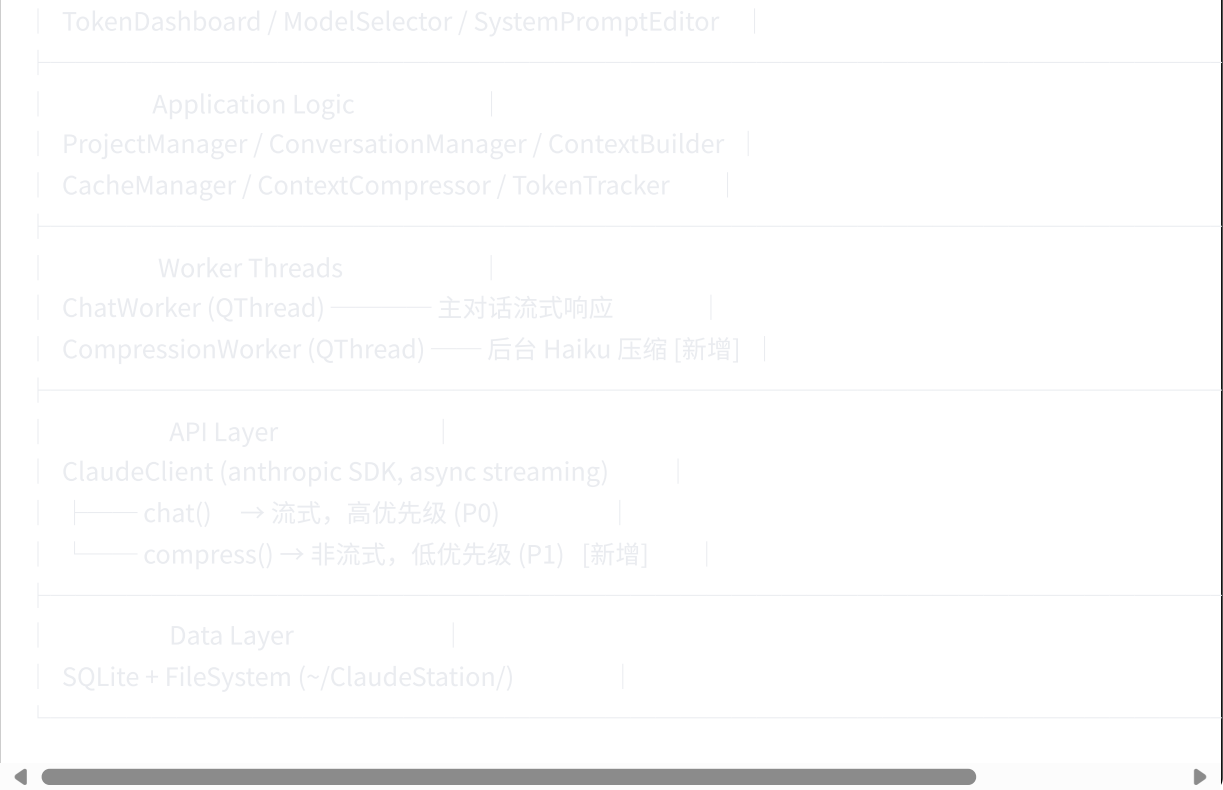 │ TokenDashboard / ModelSelector / SystemPromptEditor │
├────────────────────────
│ Application Logic │
│ ProjectManager / ConversationManager / ContextBuilder │
│ CacheManager / ContextCompressor / TokenTracker │
├────────────────────────
│ Worker Threads │
│ ChatWorker (QThread) ──── 主对话流式响应 │
│ CompressionWorker (QThread) ── 后台 Haiku 压缩 [新增] │
├────────────────────────
│ API Layer │
│ ClaudeClient (anthropic SDK, async streaming) │
│ ├── chat() → 流式，高优先级 (P0) │
│ └── compress() → 非流式，低优先级 (P1) [新增] │
├────────────────────────
│ Data Layer │
│ SQLite + FileSystem (~/ClaudeStation/) │
└────────────────────────